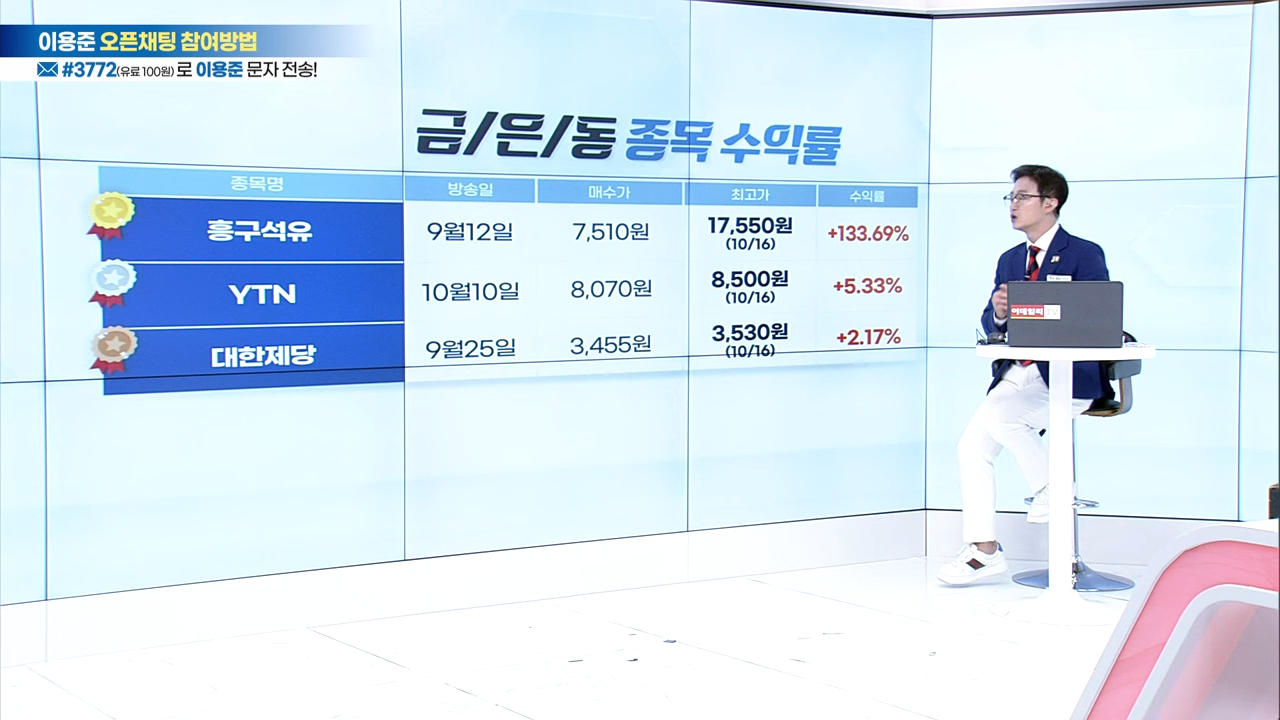 이용준 오픈채팅 참여방법
#3772(유료 100원)로 이용준 문자 전송!
금/은/동 종목 수익률
종목명 방송일 매수가 최고가 수익률
흥구석유 9월12일 7,510원 17,550원 (10/16) +133.69%
YTN 10월10일 8,070원 8,500원 (10/16) +5.33%
대한제당 9월25일 3,455원 3,530원 (10/16) +2.17%
이데일리 TV